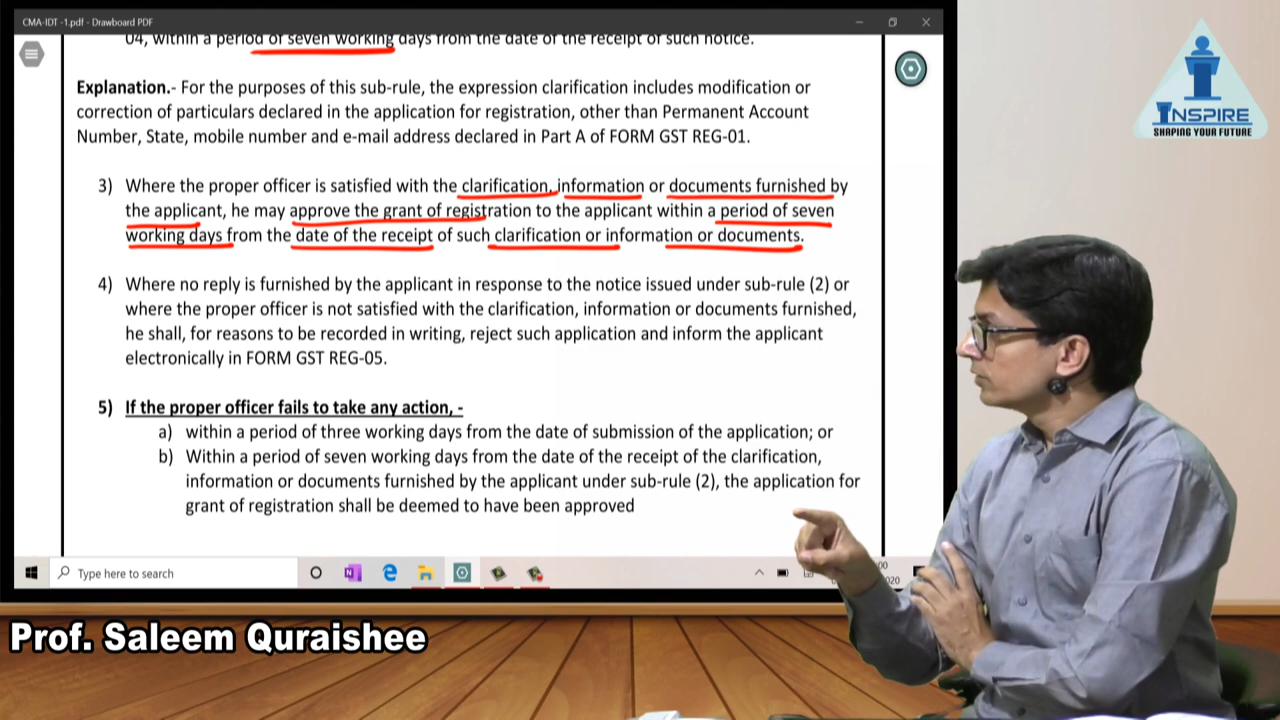 CMA-IDT -1.pdf - Drawboard PDF
04, within a period of seven working days from the date of the receipt of such notice.
Explanation.- For the purposes of this sub-rule, the expression clarification includes modification or
correction of particulars declared in the application for registration, other than Permanent Account
Number, State, mobile number and e-mail address declared in Part A of FORM GST REG-01.
3) Where the proper officer is satisfied with the clarification, information or documents furnished by
the applicant, he may approve the grant of registration to the applicant within a period of seven
working days from the date of the receipt of such clarification or information or documents.
4) Where no reply is furnished by the applicant in response to the notice issued under sub-rule (2) or
where the proper officer is not satisfied with the clarification, information or documents furnished,
he shall, for reasons to be recorded in writing, reject such application and inform the applicant
electronically in FORM GST REG-05.
5) If the proper officer fails to take any action, -
a) within a period of three working days from the date of submission of the application; or
b) Within a period of seven working days from the date of the receipt of the clarification,
information or documents furnished by the applicant under sub-rule (2), the application for
grant of registration shall be deemed to have been approved
Type here to search
INSPIRE
SHAPING YOUR FUTURE
Prof. Saleem Quraishee